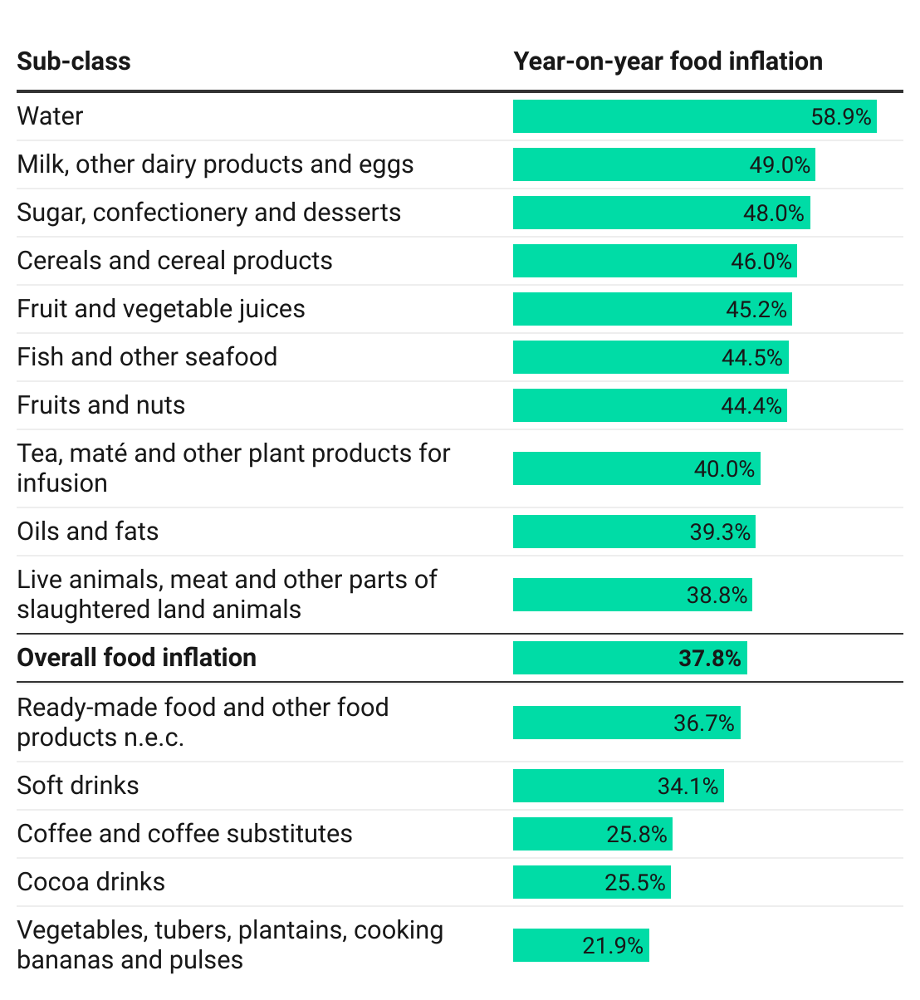 Sub-class
Year-on-year food inflation
Water
58.9%
Milk, other dairy products and eggs
49.0%
Sugar, confectionery and desserts
48.0%
Cereals and cereal products
46.0%
Fruit and vegetable juices
45.2%
Fish and other seafood
44.5%
Fruits and nuts
44.4%
Tea, maté and other plant products for
infusion
40.0%
Oils and fats
39.3%
Live animals, meat and other parts of
slaughtered land animals
38.8%
Overall food inflation
37.8%
Ready-made food and other food
products n.e.c.
36.7%
Soft drinks
34.1%
Coffee and coffee substitutes
25.8%
Cocoa drinks
25.5%
Vegetables, tubers, plantains, cooking
bananas and pulses
21.9%